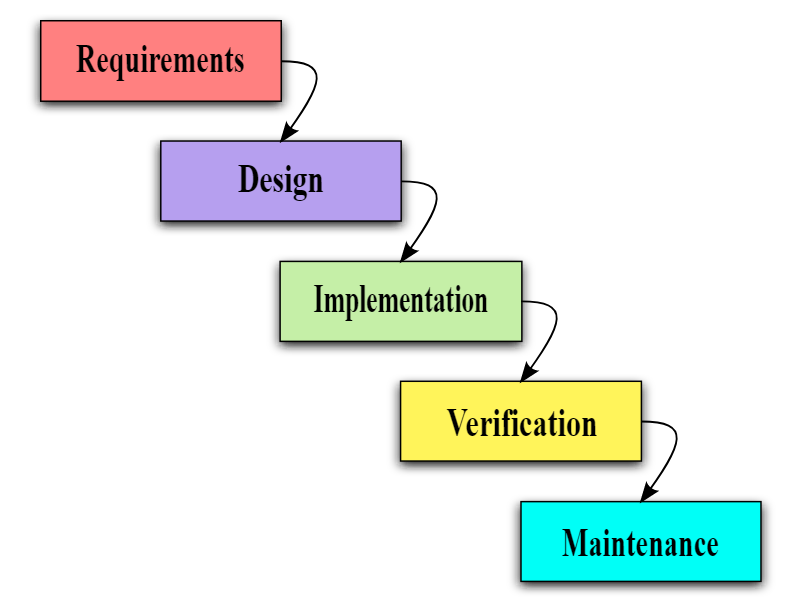 Requirements
Design
Implementation
Verification
Maintenance